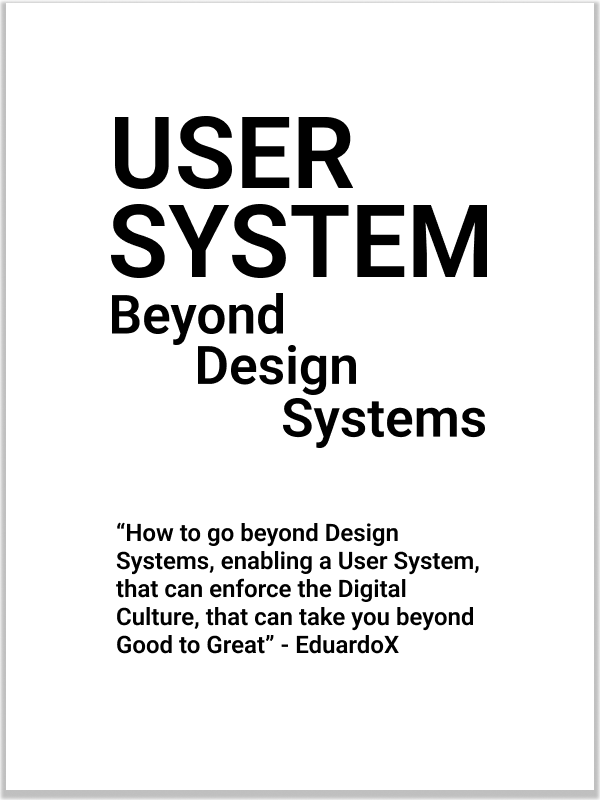 USER
SYSTEM
Beyond
Design
Systems
“How to go beyond Design
Systems, enabling a User System,
that can enforce the Digital
Culture, that can take you beyond
Good to Great” - EduardoX